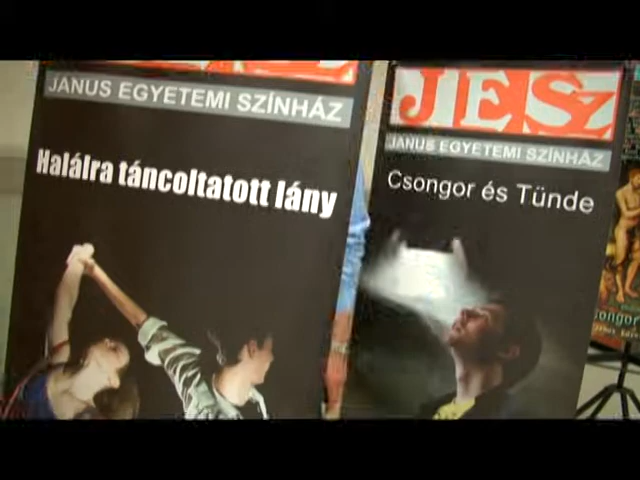 JANUS EGYETEMI SZÍNHÁZ
Halálra táncoltatott lány
JESZ
JANUS EGYETEMI SZÍNHÁZ
Csongor és Tünde